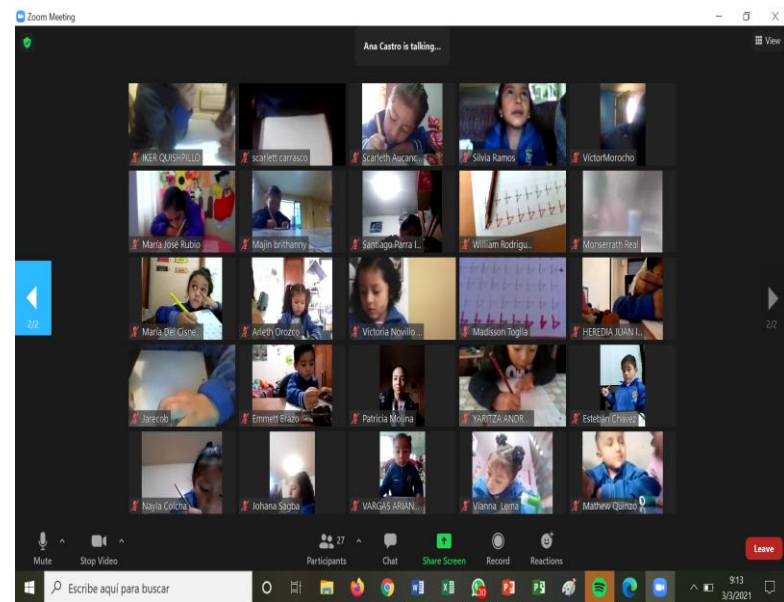 Zoom Meeting
Ana Castro is talking...
View
IKER QUISHPILLO
scarlett carrasco
Scarleth Aucanc...
Silvia Ramos
VíctorMorocho
María José Rubio
Majin brithanny
Santiago Parra I...
William Rodrigu...
Monserrath Real
María Del Cisne...
Arleth Orozco
Victoria Novillo ...
Madisson Toglla
HEREDIA JUAN I...
Jarecob
Emmett Erazo
Patricia Molina
YARITZA ANDR...
Esteban Chávez
Nayla Colcha
Johana Sagba
VARGAS ARIAN...
Vianna Lema
Mathew Quinzo
2/2
2/2
Mute
Stop Video
27
Participants
Chat
Share Screen
Record
Reactions
Leave
Escribe aquí para buscar
9:13
3/3/2021